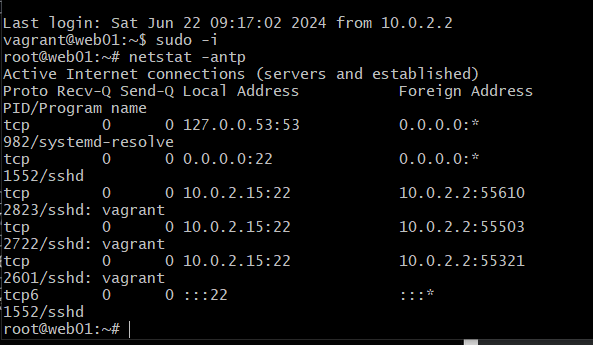 Last login: Sat Jun 22 09:17:02 2024 from 10.0.2.2
vagrant@web01:~$ sudo -i
root@web01:~# netstat -antp
Active Internet connections (servers and established)
Proto Recv-Q Send-Q Local Address           Foreign Address
PID/Program name
tcp        0      0 127.0.0.53:53           0.0.0.0:*
982/systemd-resolve
tcp        0      0 0.0.0.0:22              0.0.0.0:*
1552/sshd
tcp        0      0 10.0.2.15:22            10.0.2.2:55610
2823/sshd: vagrant
tcp        0      0 10.0.2.15:22            10.0.2.2:55503
2722/sshd: vagrant
tcp        0      0 10.0.2.15:22            10.0.2.2:55321
2601/sshd: vagrant
tcp6       0      0 :::22                   :::*
1552/sshd
root@web01:~#